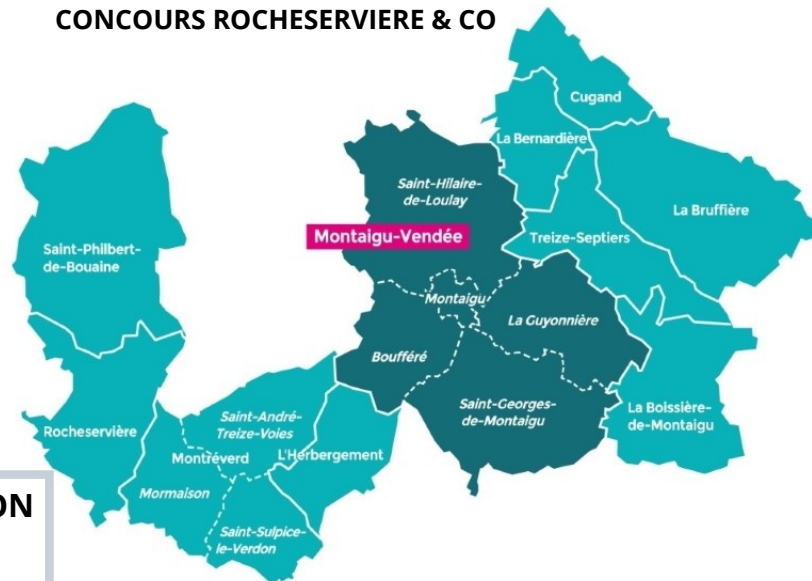 CONCOURS ROCHESERVIERE & CO
Cugand
La Bernardière
Saint-Hilaire-
de-Loulay
La Bruffière
Montaigu-Vendée
Treize-Septiers
Saint-Philbert-
de-Bouaine
Montaigu
La Guyonnière
Boufféré
Saint-Georges-
de-Montaigu
La Boissière-
de-Montaigu
Rocheservière
Saint-André-
Treize-Voies
Montréverd
L'Herbergement
Mormaison
Saint-Sulpice-
le-Verdon
ON